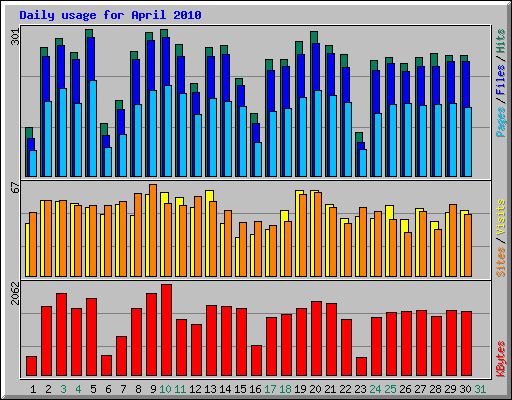 Daily usage for April 2010
301
Pages / Files / Hits
67
Sites / Visits
2062
KBytes
1 2 3 4 5 6 7 8 9 10 11 12 13 14 15 16 17 18 19 20 21 22 23 24 25 26 27 28 29 30 31